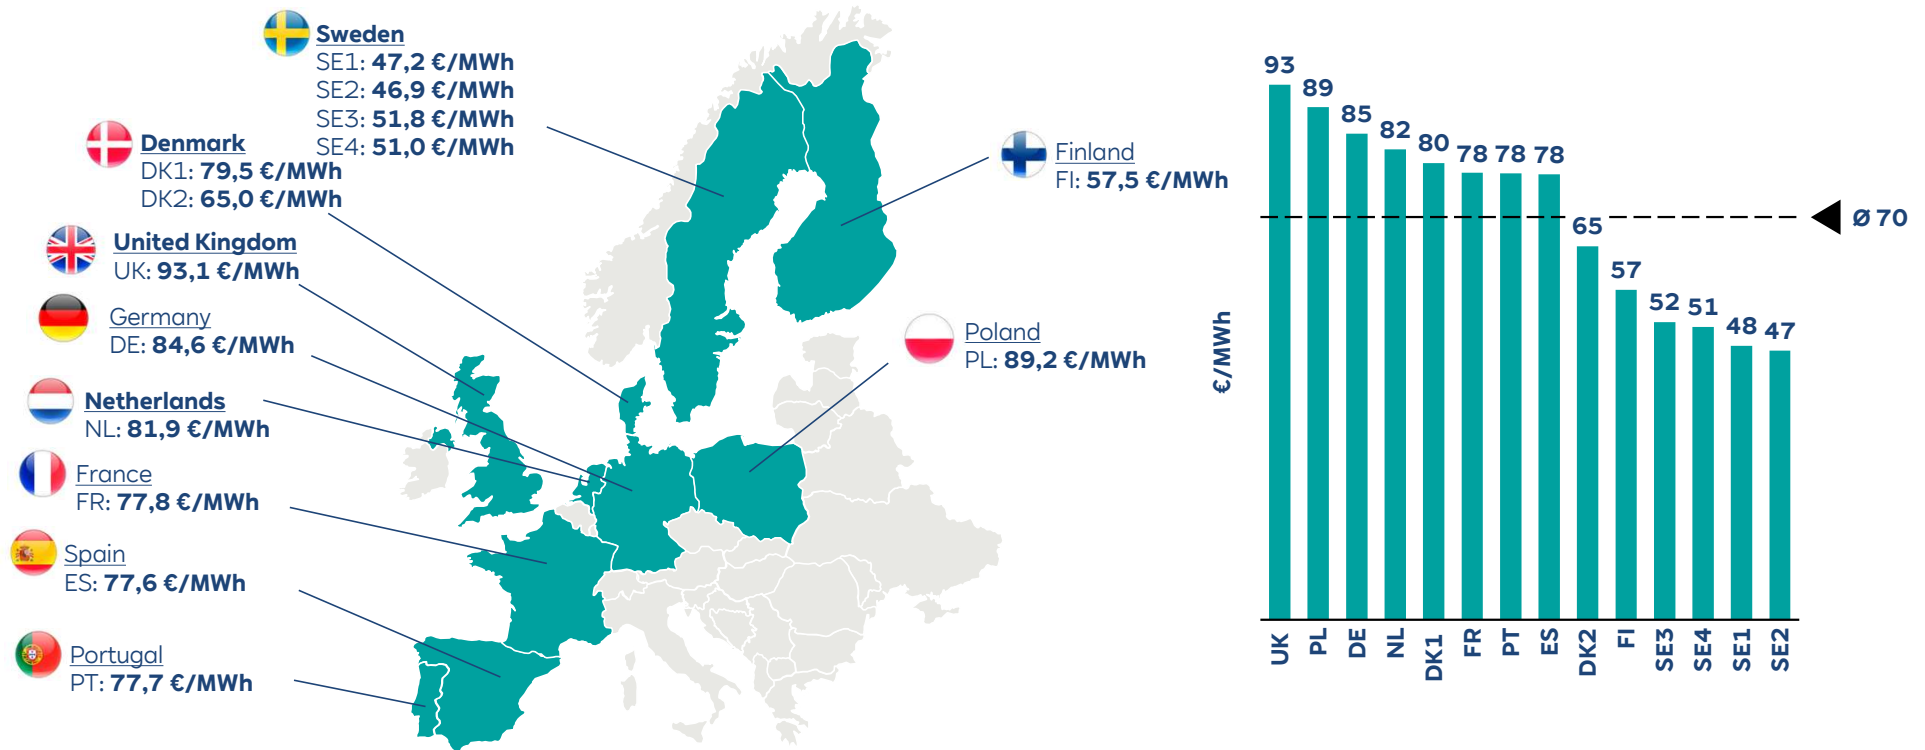 Sweden
SE1: 47,2 €/MWh
SE2: 46,9 €/MWh
SE3: 51,8 €/MWh
SE4: 51,0 €/MWh
Denmark
DK1: 79,5 €/MWh
DK2: 65,0 €/MWh
United Kingdom
UK: 93,1 €/MWh
Germany
DE: 84,6 €/MWh
Netherlands
NL: 81,9 €/MWh
France
FR: 77,8 €/MWh
Spain
ES: 77,6 €/MWh
Portugal
PT: 77,7 €/MWh
Finland
FI: 57,5 €/MWh
Poland
PL: 89,2 €/MWh
€/MWh
93
89
85
82
80
78
78
78
65
57
52
51
48
47
Ø 70
UK
PL
DE
NL
DK1
FR
PT
ES
DK2
FI
SE3
SE4
SE1
SE2